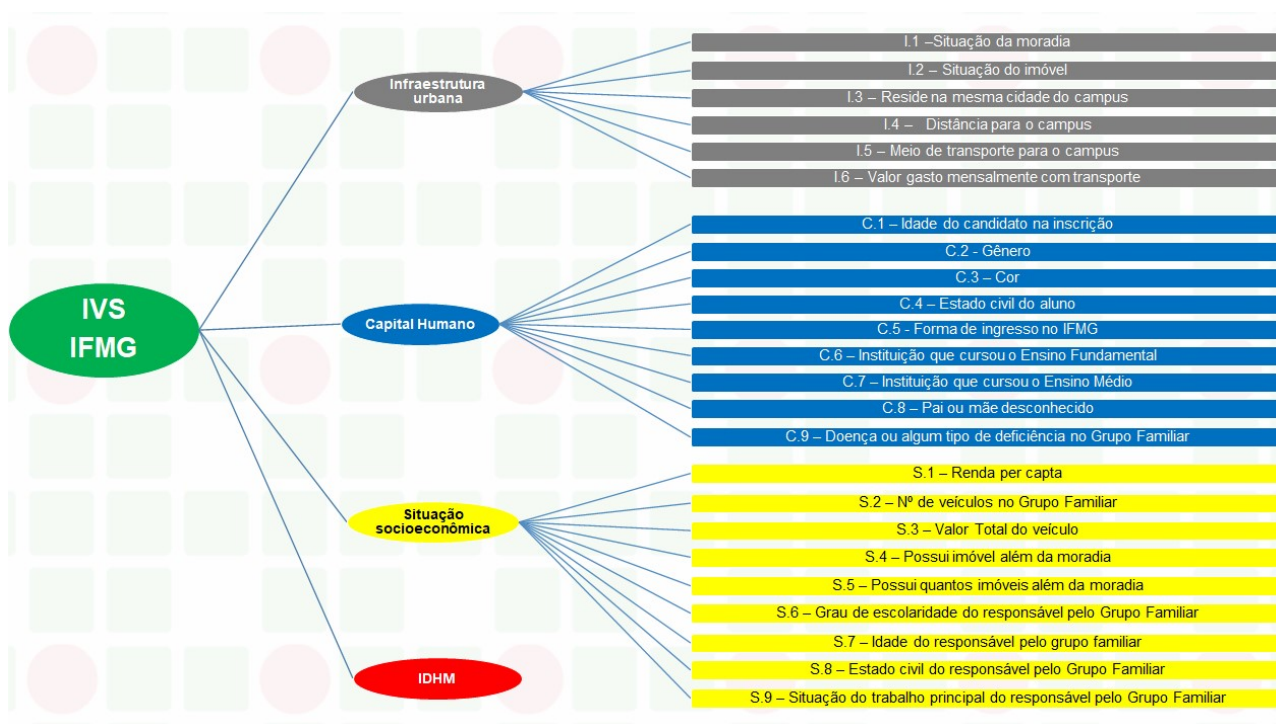 IVS
IFMG
Infraestrutura
urbana
I.1 –Situação da moradia
I.2 – Situação do imóvel
I.3 – Reside na mesma cidade do campus
I.4 – Distância para o campus
I.5 – Meio de transporte para o campus
I.6 – Valor gasto mensalmente com transporte
Capital Humano
C.1 – Idade do candidato na inscrição
C.2 - Gênero
C.3 – Cor
C.4 – Estado civil do aluno
C.5 - Forma de ingresso no IFMG
C.6 – Instituição que cursou o Ensino Fundamental
C.7 – Instituição que cursou o Ensino Médio
C.8 – Pai ou mãe desconhecido
C.9 – Doença ou algum tipo de deficiência no Grupo Familiar
Situação
socioeconômica
S.1 – Renda per capta
S.2 – Nº de veículos no Grupo Familiar
S.3 – Valor Total do veículo
S.4 – Possui imóvel além da moradia
S.5 – Possui quantos imóveis além da moradia
S.6 – Grau de escolaridade do responsável pelo Grupo Familiar
S.7 – Idade do responsável pelo grupo familiar
S.8 – Estado civil do responsável pelo Grupo Familiar
S.9 – Situação do trabalho principal do responsável pelo Grupo Familiar
IDHM